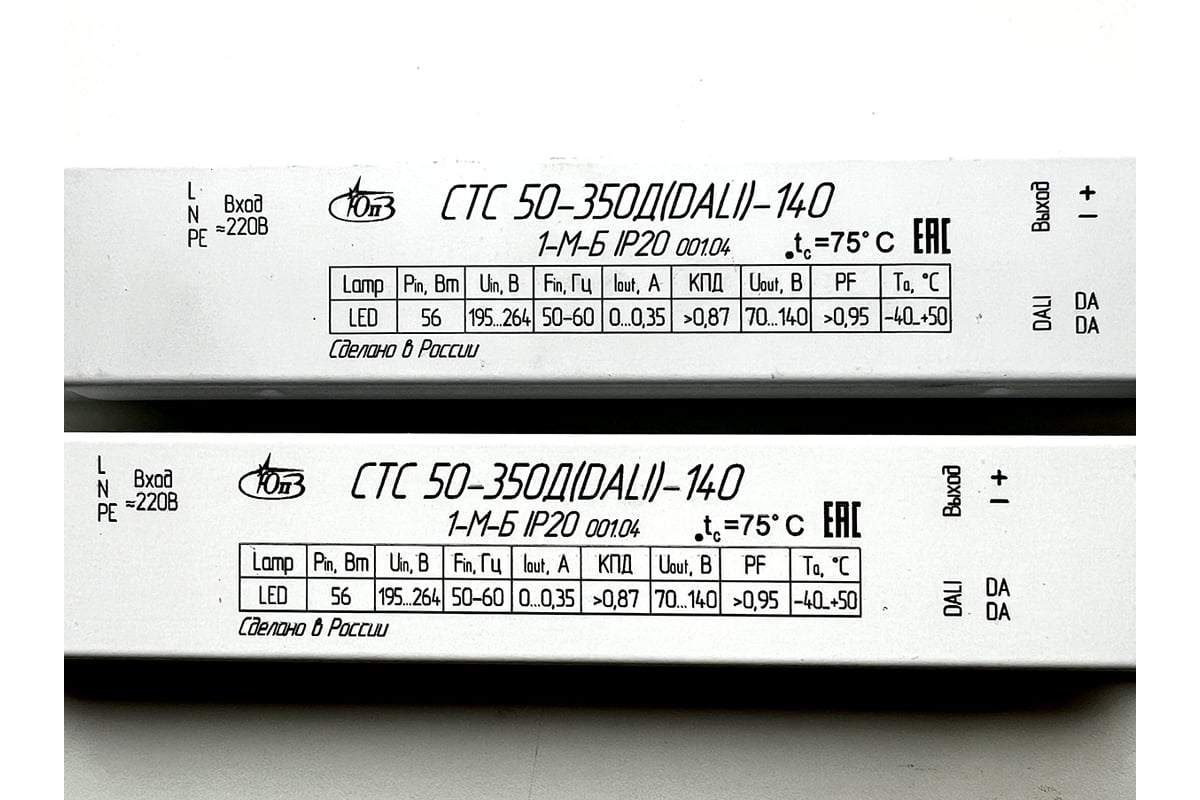 L
N
PE
Вход
≈220В
ЮпЗ
СТС 50-350Д(DALI)-140
1-М-Б IP20 001.04
.tc=75°C EAC
Lamp Pin, Вт Uin, В Fin, Гц Iout, А КПД Uout, В PF Ta, °C
LED 56 195...264 50-60 0...0,35 >0,87 70...140 >0,95 -40..+50
Сделано в России
Выход + −
DALI DA
DA
L
N
PE
Вход
≈220В
ЮпЗ
СТС 50-350Д(DALI)-140
1-М-Б IP20 001.04
.tc=75°C EAC
Lamp Pin, Вт Uin, В Fin, Гц Iout, А КПД Uout, В PF Ta, °C
LED 56 195...264 50-60 0...0,35 >0,87 70...140 >0,95 -40..+50
Сделано в России
Выход + −
DALI DA
DA